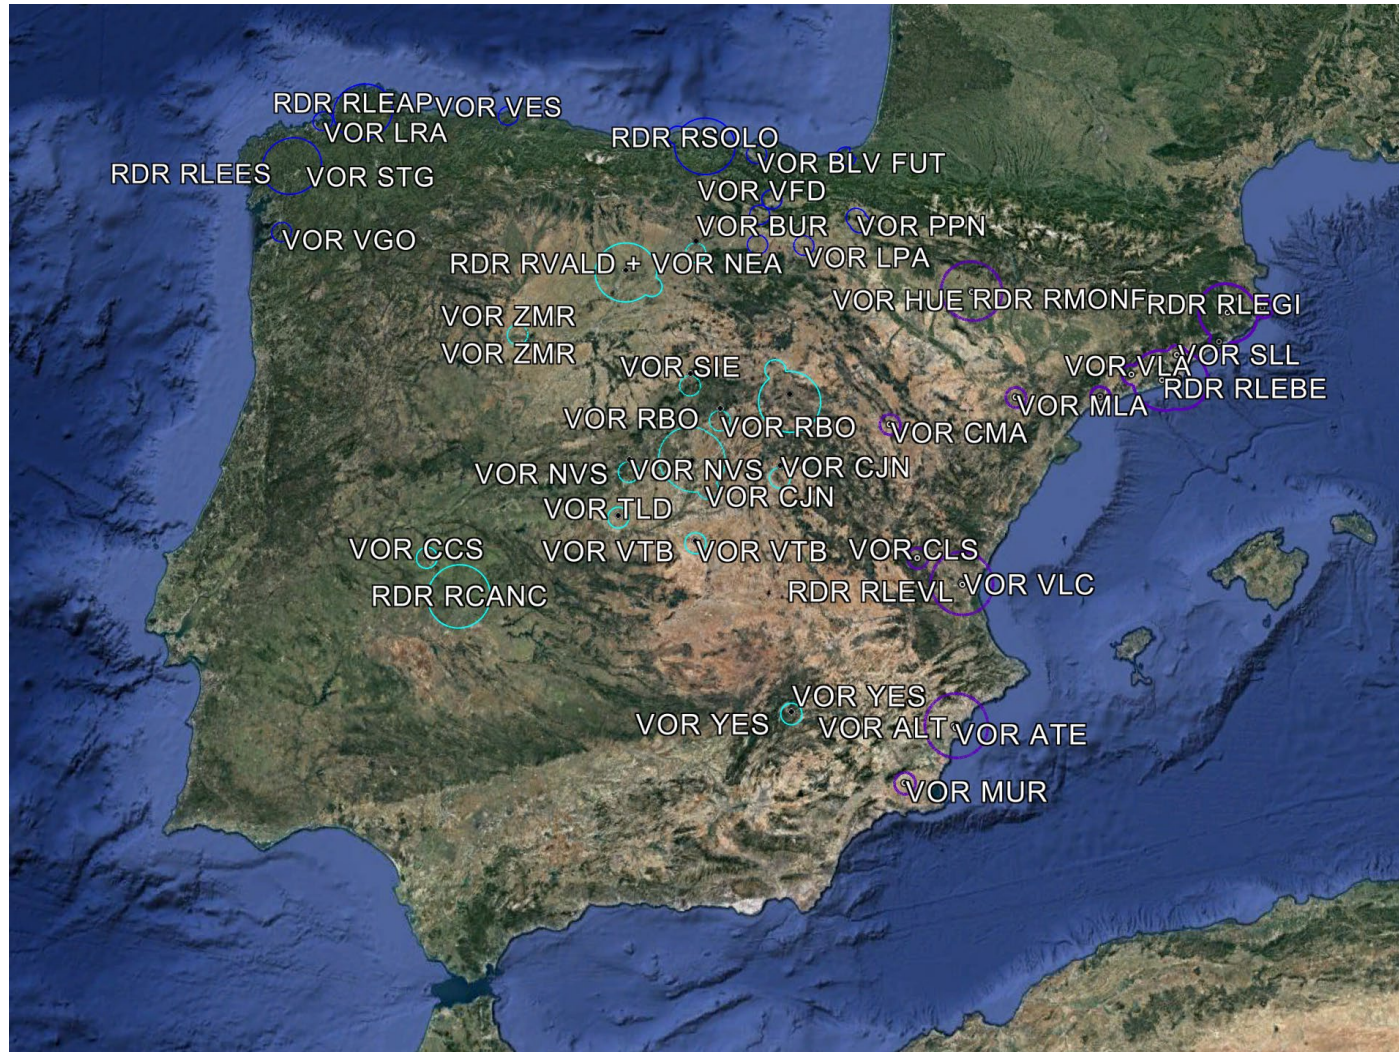 RDR RLEAP
VOR VES
VOR LRA
RDR RSOLO
VOR BLV FUT
RDR RLEES
VOR STG
VOR VFD
VOR BUR
VOR PPN
VOR VGO
VOR LPA
RDR RVALD + VOR NEA
VOR HUE
RDR RMONF
RDR RLEGI
VOR ZMR
VOR ZMR
VOR SLL
VOR SIE
VOR VLA
RDR RLEBE
VOR MLA
VOR RBO
VOR RBO
VOR CMA
VOR NVS
VOR NVS
VOR CJN
VOR CJN
VOR TLD
VOR CCS
VOR VTB
VOR VTB
VOR CLS
RDR RCANC
RDR RLEVL
VOR VLC
VOR YES
VOR YES
VOR ALT
VOR ATE
VOR MUR